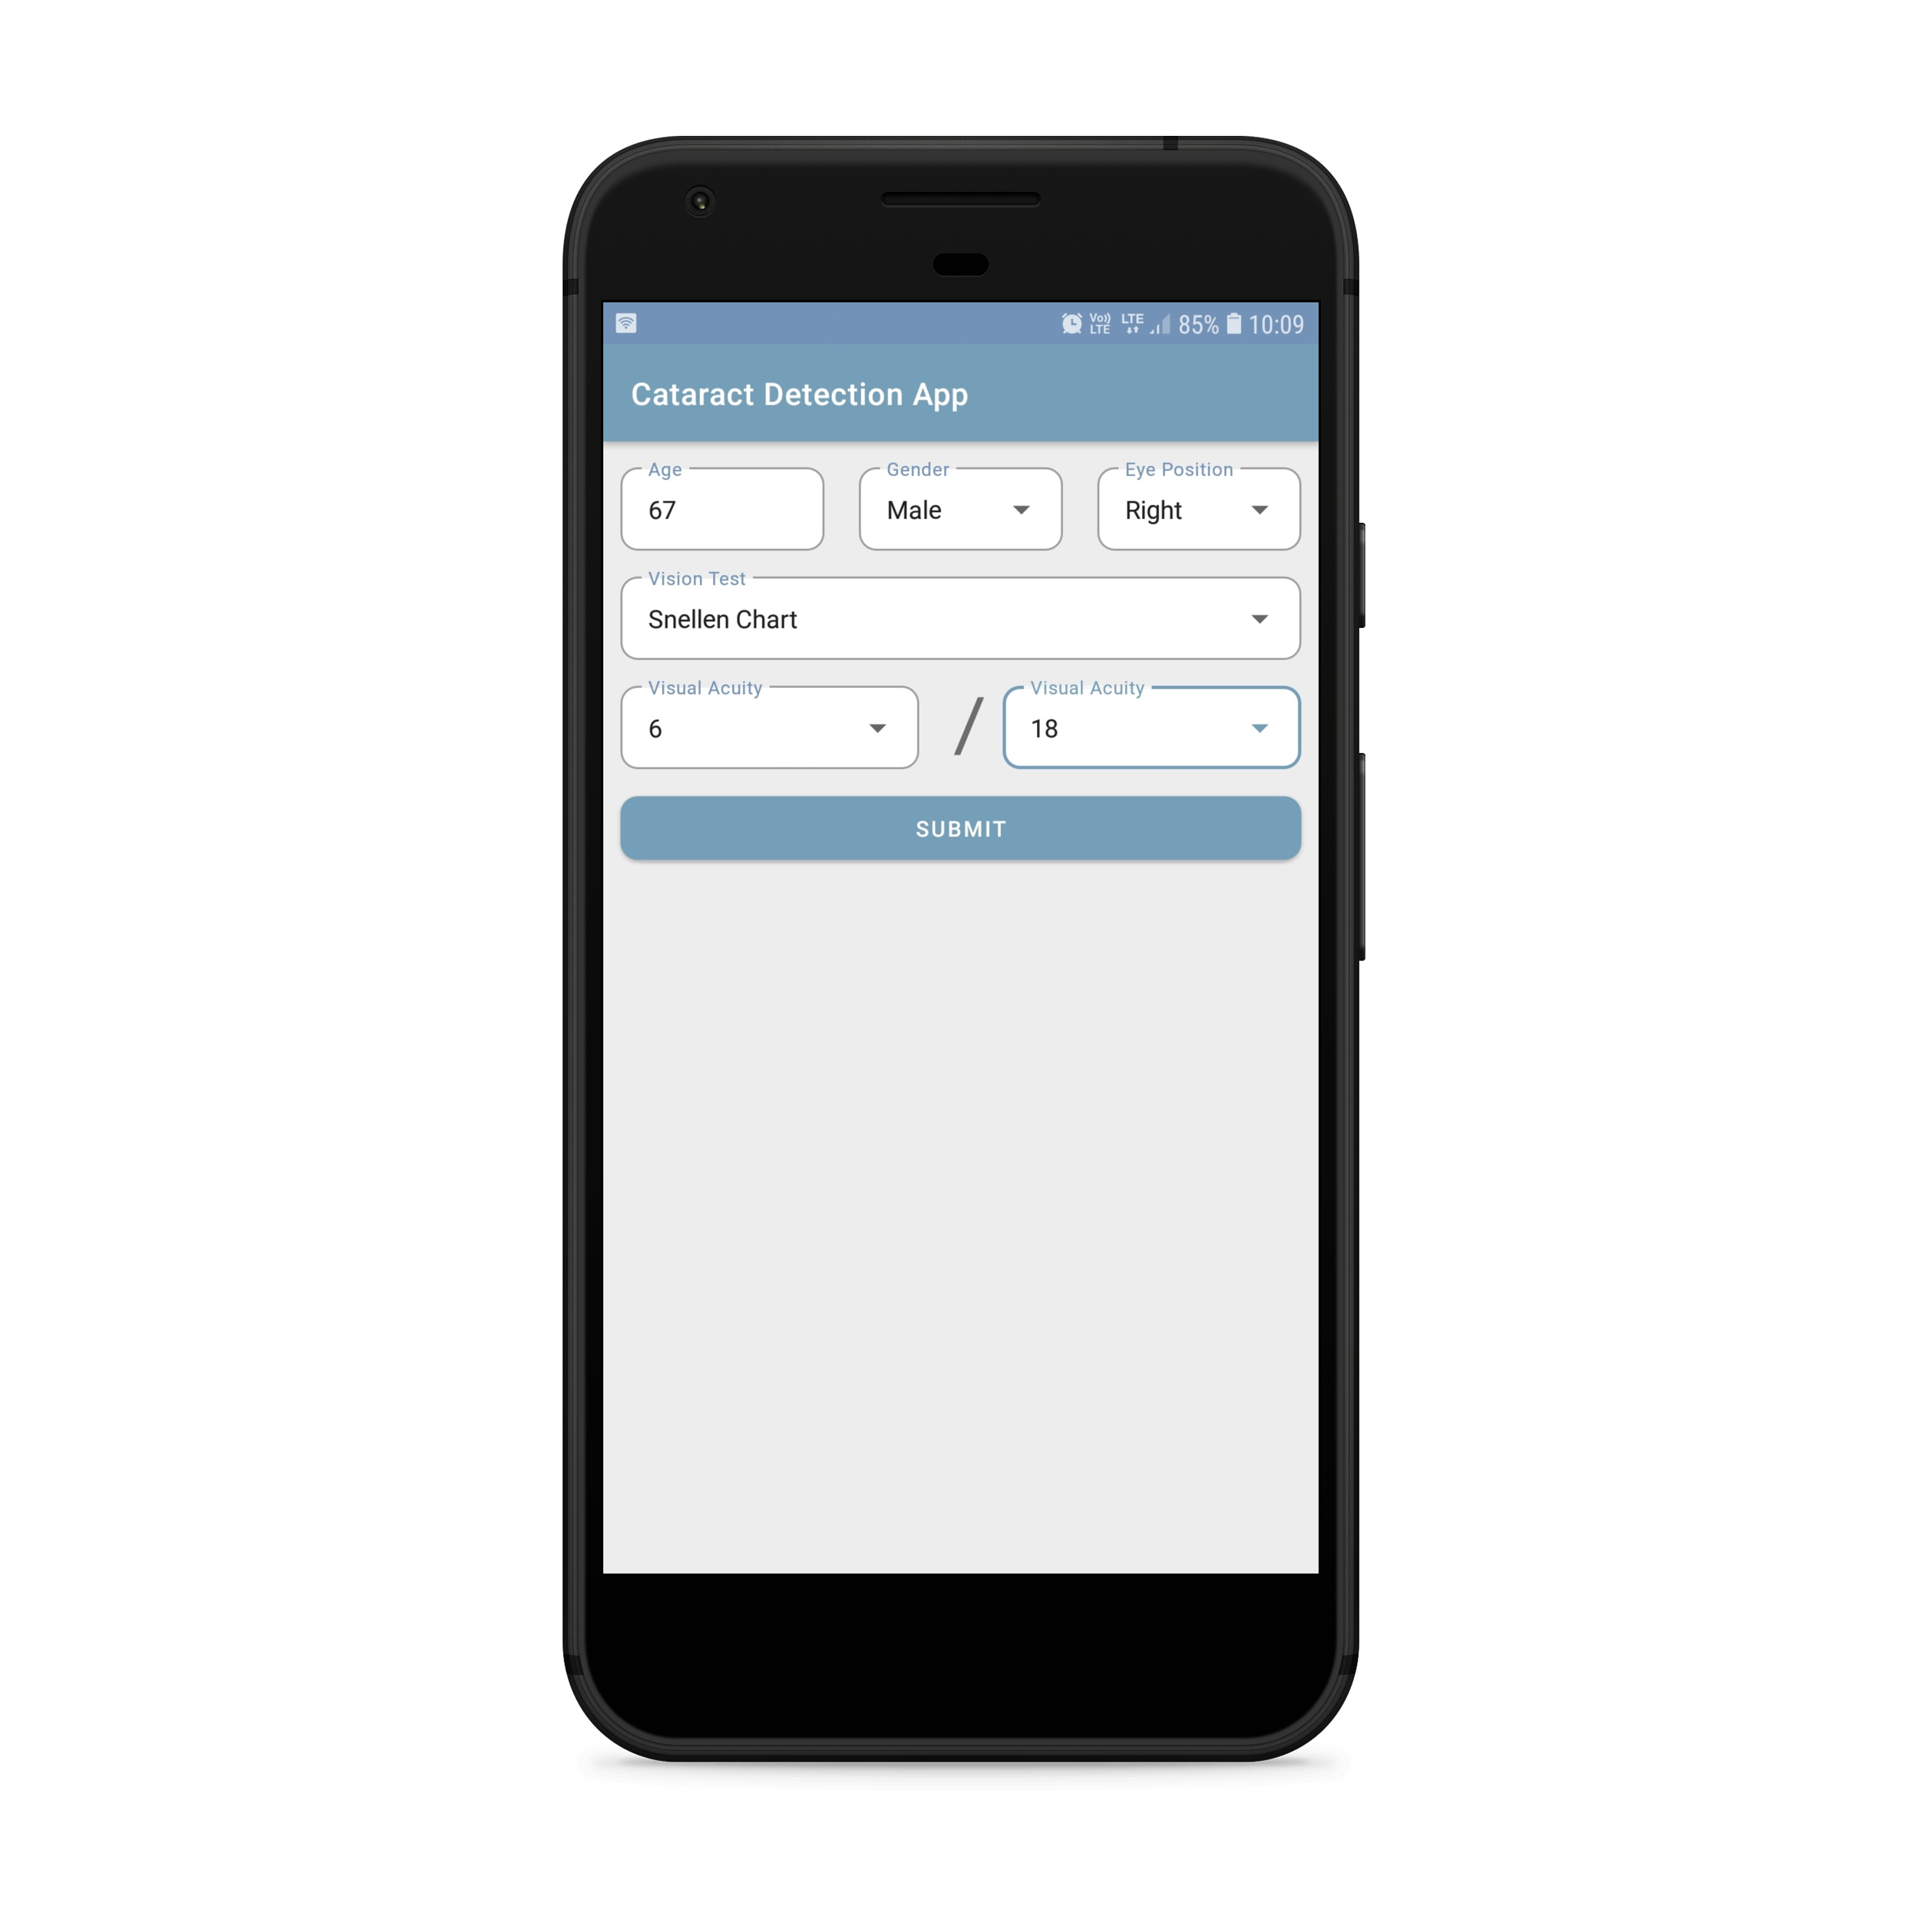 Vo)) LTE LTE 85% 10:09
Cataract Detection App
Age Gender Eye Position
67 Male Right
Vision Test
Snellen Chart
Visual Acuity Visual Acuity
6 / 18
SUBMIT